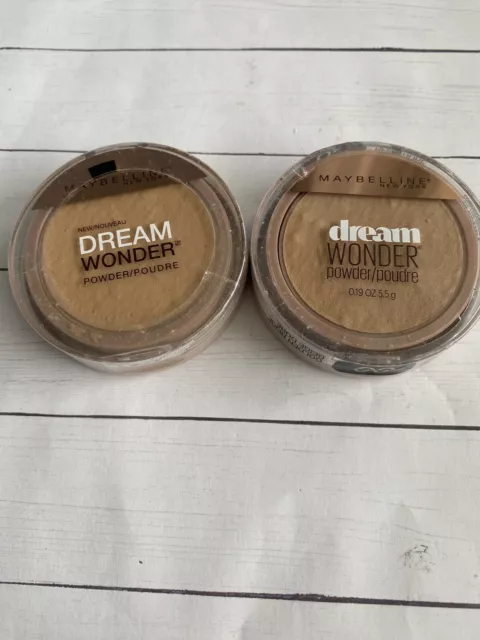 MAYBELLINE
NEW/NOUVEAU
DREAM
WONDER®
POWDER/POUDRE
MAYBELLINE®
NEW YORK
dream
WONDER®
powder/poudre
0.19 OZ 5.5 g